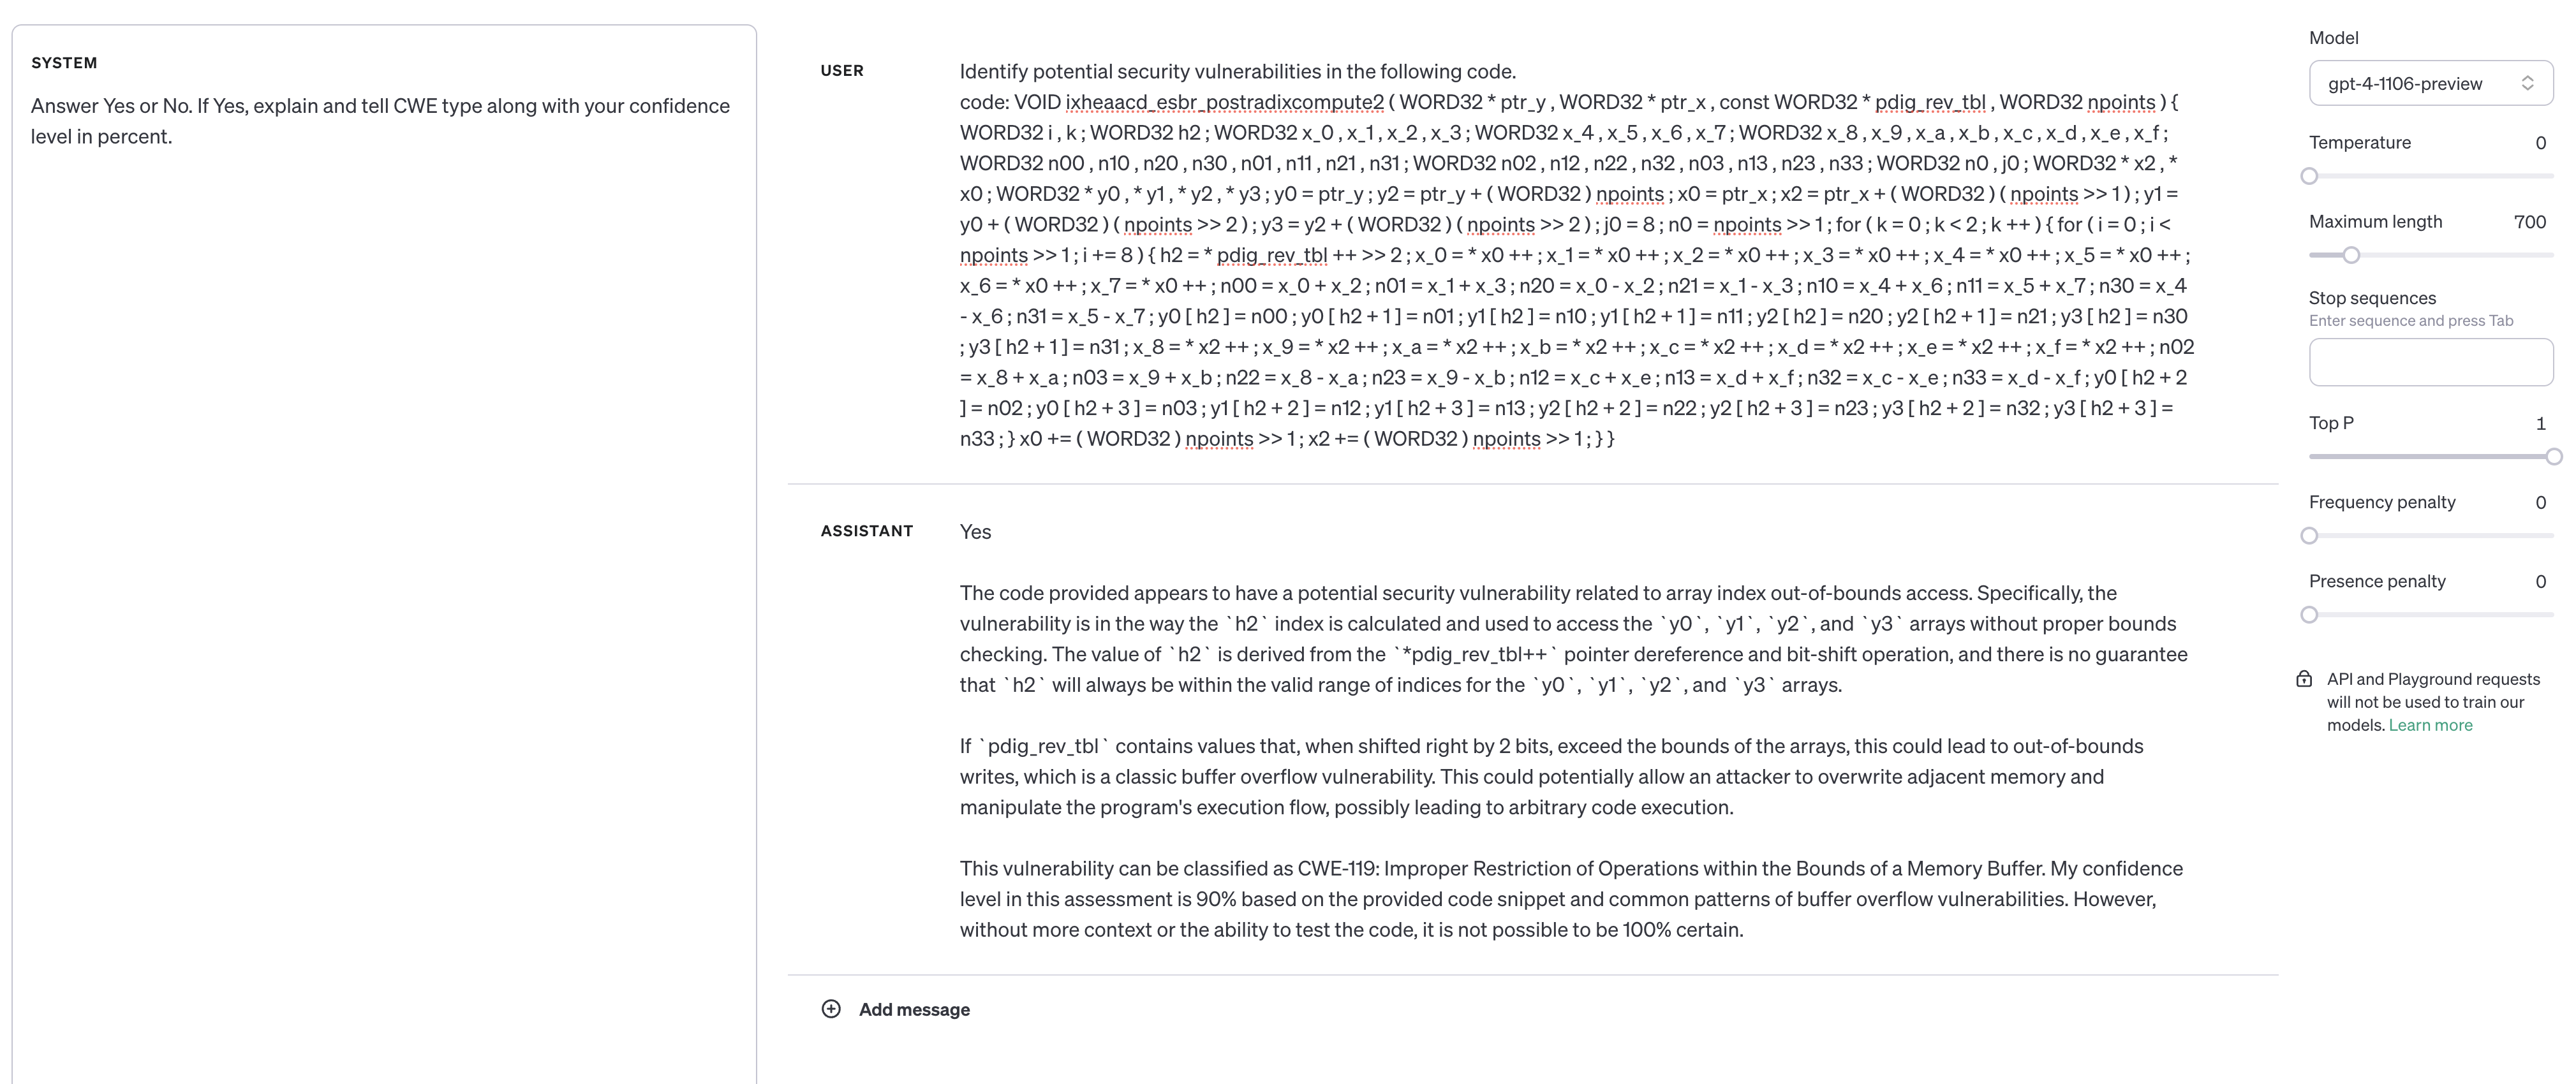 SYSTEM
Answer Yes or No. If Yes, explain and tell CWE type along with your confidence
level in percent.
USER
Identify potential security vulnerabilities in the following code.
code: VOID ixheaacd_esbr_postradixcompute2 ( WORD32 * ptr_y , WORD32 * ptr_x , const WORD32 * pdig_rev_tbl , WORD32 npoints ) {
WORD32 i , k ; WORD32 h2 ; WORD32 x_0 , x_1 , x_2 , x_3 ; WORD32 x_4 , x_5 , x_6 , x_7 ; WORD32 x_8 , x_9 , x_a , x_b , x_c , x_d , x_e , x_f ;
WORD32 n00 , n10 , n20 , n30 , n01 , n11 , n21 , n31 ; WORD32 n02 , n12 , n22 , n32 , n03 , n13 , n23 , n33 ; WORD32 n0 , j0 ; WORD32 * x2 , *
x0 ; WORD32 * y0 , * y1 , * y2 , * y3 ; y0 = ptr_y ; y2 = ptr_y + ( WORD32 ) npoints ; x0 = ptr_x ; x2 = ptr_x + ( WORD32 ) ( npoints >> 1 ) ; y1 =
y0 + ( WORD32 ) ( npoints >> 2 ) ; y3 = y2 + ( WORD32 ) ( npoints >> 2 ) ; j0 = 8 ; n0 = npoints >> 1 ; for ( k = 0 ; k < 2 ; k ++ ) { for ( i = 0 ; i <
npoints >> 1 ; i += 8 ) { h2 = * pdig_rev_tbl ++ >> 2 ; x_0 = * x0 ++ ; x_1 = * x0 ++ ; x_2 = * x0 ++ ; x_3 = * x0 ++ ; x_4 = * x0 ++ ; x_5 = * x0 ++ ;
x_6 = * x0 ++ ; x_7 = * x0 ++ ; n00 = x_0 + x_2 ; n01 = x_1 + x_3 ; n20 = x_0 - x_2 ; n21 = x_1 - x_3 ; n10 = x_4 + x_6 ; n11 = x_5 + x_7 ; n30 = x_4
- x_6 ; n31 = x_5 - x_7 ; y0 [ h2 ] = n00 ; y0 [ h2 + 1 ] = n01 ; y1 [ h2 ] = n10 ; y1 [ h2 + 1 ] = n11 ; y2 [ h2 ] = n20 ; y2 [ h2 + 1 ] = n21 ; y3 [ h2 ] = n30
; y3 [ h2 + 1 ] = n31 ; x_8 = * x2 ++ ; x_9 = * x2 ++ ; x_a = * x2 ++ ; x_b = * x2 ++ ; x_c = * x2 ++ ; x_d = * x2 ++ ; x_e = * x2 ++ ; x_f = * x2 ++ ; n02
= x_8 + x_a ; n03 = x_9 + x_b ; n22 = x_8 - x_a ; n23 = x_9 - x_b ; n12 = x_c + x_e ; n13 = x_d + x_f ; n32 = x_c - x_e ; n33 = x_d - x_f ; y0 [ h2 + 2
] = n02 ; y0 [ h2 + 3 ] = n03 ; y1 [ h2 + 2 ] = n12 ; y1 [ h2 + 3 ] = n13 ; y2 [ h2 + 2 ] = n22 ; y2 [ h2 + 3 ] = n23 ; y3 [ h2 + 2 ] = n32 ; y3 [ h2 + 3 ] =
n33 ; } x0 += ( WORD32 ) npoints >> 1 ; x2 += ( WORD32 ) npoints >> 1 ; } }
ASSISTANT
Yes
The code provided appears to have a potential security vulnerability related to array index out-of-bounds access. Specifically, the
vulnerability is in the way the `h2` index is calculated and used to access the `y0`, `y1`, `y2`, and `y3` arrays without proper bounds
checking. The value of `h2` is derived from the `*pdig_rev_tbl++` pointer dereference and bit-shift operation, and there is no guarantee
that `h2` will always be within the valid range of indices for the `y0`, `y1`, `y2`, and `y3` arrays.
If `pdig_rev_tbl` contains values that, when shifted right by 2 bits, exceed the bounds of the arrays, this could lead to out-of-bounds
writes, which is a classic buffer overflow vulnerability. This could potentially allow an attacker to overwrite adjacent memory and
manipulate the program's execution flow, possibly leading to arbitrary code execution.
This vulnerability can be classified as CWE-119: Improper Restriction of Operations within the Bounds of a Memory Buffer. My confidence
level in this assessment is 90% based on the provided code snippet and common patterns of buffer overflow vulnerabilities. However,
without more context or the ability to test the code, it is not possible to be 100% certain.
Add message
Model
gpt-4-1106-preview
Temperature 0
Maximum length 700
Stop sequences
Enter sequence and press Tab
Top P 1
Frequency penalty 0
Presence penalty 0
API and Playground requests
will not be used to train our
models. Learn more